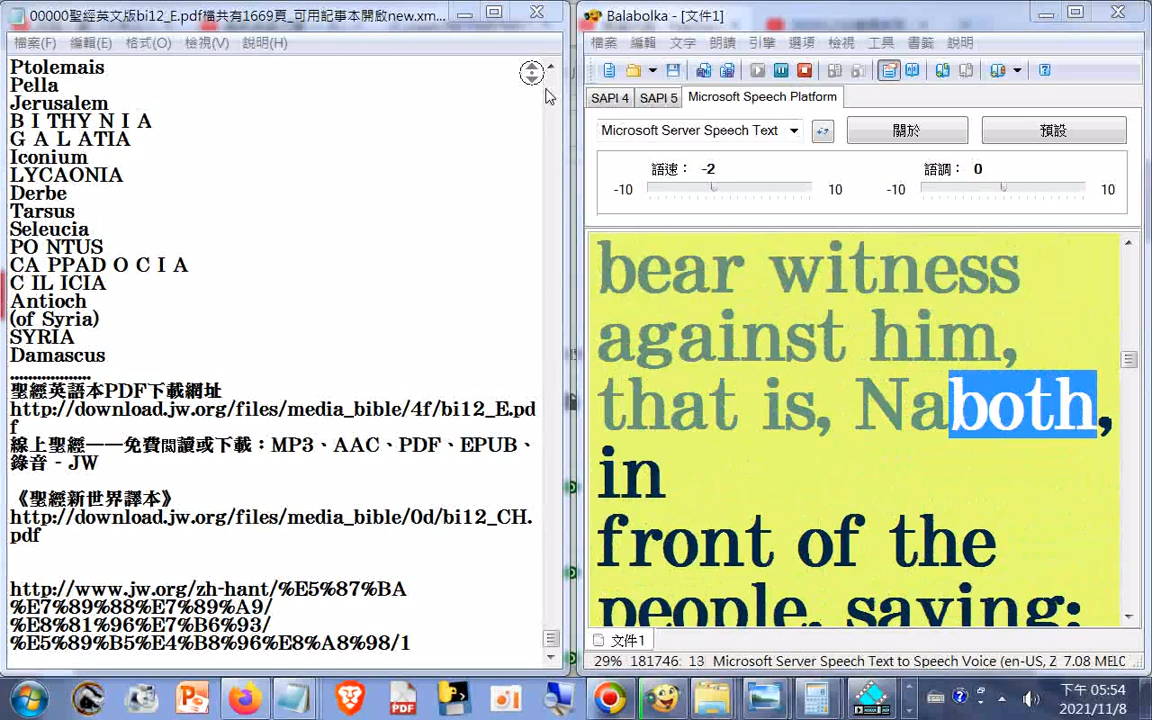 00000聖經英文版bi12_E.pdf檔共有1669頁_可用記事本開啟new.xm...
檔案(F) 編輯(E) 格式(O) 檢視(V) 說明(H)
Ptolemais
Pella
Jerusalem
B I THY N I A
G A L ATIA
Iconium
LYCAONIA
Derbe
Tarsus
Seleucia
PO NTUS
CA PPAD O C I A
C IL ICIA
Antioch
(of Syria)
SYRIA
Damascus
..................
聖經英語本PDF下載網址
http://download.jw.org/files/media_bible/4f/bi12_E.pd
f
線上聖經——免費閱讀或下載：MP3、AAC、PDF、EPUB、
錄音 - JW
《聖經新世界譯本》
http://download.jw.org/files/media_bible/0d/bi12_CH.
pdf
http://www.jw.org/zh-hant/%E5%87%BA
%E7%89%88%E7%89%A9/
%E8%81%96%E7%B6%93/
%E5%89%B5%E4%B8%96%E8%A8%98/1
Balabolka - [文件1]
檔案 編輯 文字 朗讀 引擎 選項 檢視 工具 書籤 說明
SAPI 4 SAPI 5 Microsoft Speech Platform
Microsoft Server Speech Text 關於 預設
語速： -2 語調： 0
-10 10 -10 10
bear witness
against him,
that is, Naboth,
in
front of the
people, saying:
文件1
29% 181746: 13 Microsoft Server Speech Text to Speech Voice (en-US, Z 7.08 MELO
下午 05:54
2021/11/8